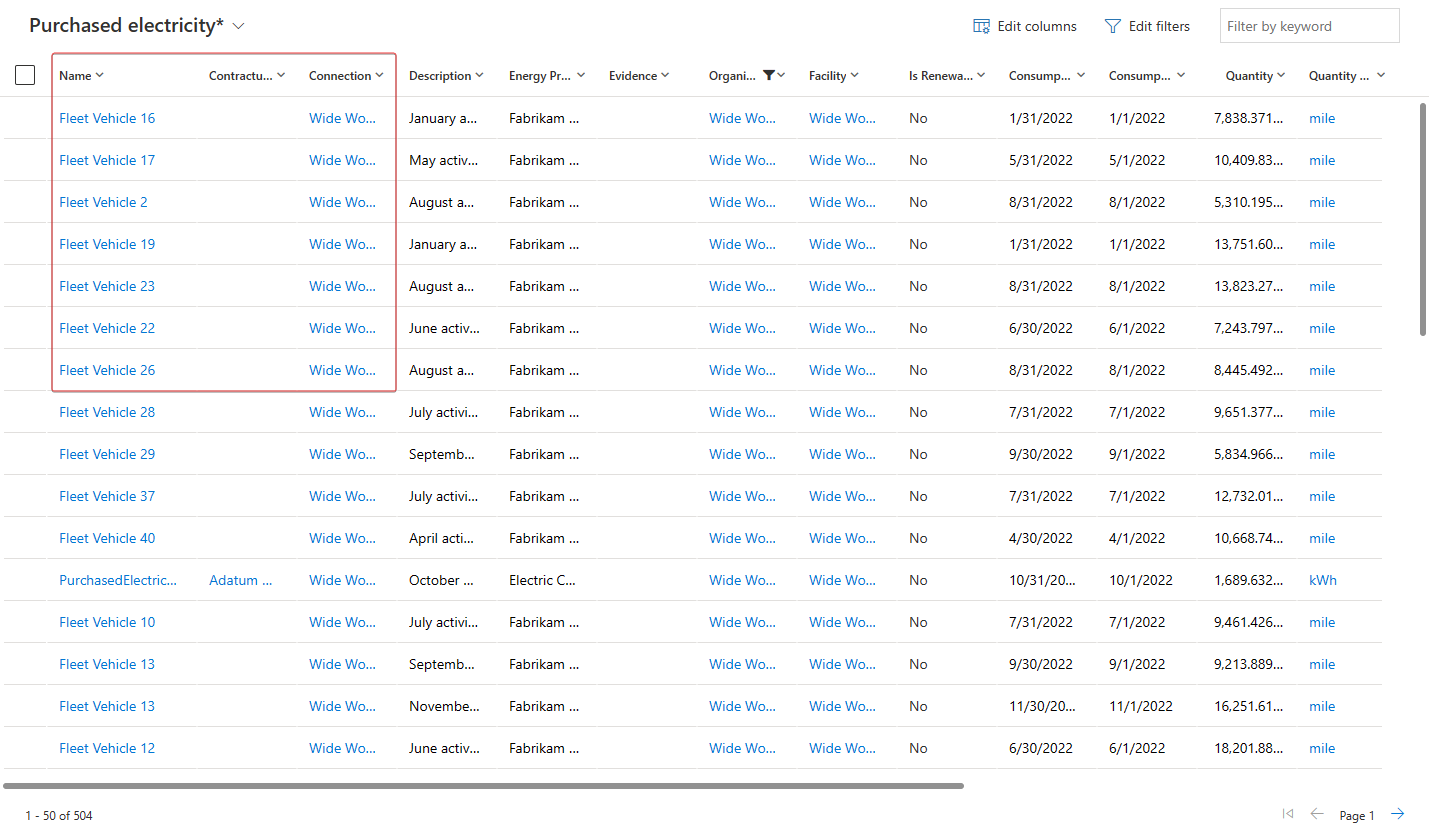 Purchased electricity* Edit columns Edit filters Filter by keyword
Name Contractu... Connection Description Energy Pr... Evidence Organi... Facility Is Renewa... Consump... Consump... Quantity Quantity ...
Fleet Vehicle 16 Wide Wo... January a... Fabrikam ... Wide Wo... Wide Wo... No 1/31/2022 1/1/2022 7,838.371... mile
Fleet Vehicle 17 Wide Wo... May activ... Fabrikam ... Wide Wo... Wide Wo... No 5/31/2022 5/1/2022 10,409.83... mile
Fleet Vehicle 2 Wide Wo... August a... Fabrikam ... Wide Wo... Wide Wo... No 8/31/2022 8/1/2022 5,310.195... mile
Fleet Vehicle 19 Wide Wo... January a... Fabrikam ... Wide Wo... Wide Wo... No 1/31/2022 1/1/2022 13,751.60... mile
Fleet Vehicle 23 Wide Wo... August a... Fabrikam ... Wide Wo... Wide Wo... No 8/31/2022 8/1/2022 13,823.27... mile
Fleet Vehicle 22 Wide Wo... June activ... Fabrikam ... Wide Wo... Wide Wo... No 6/30/2022 6/1/2022 7,243.797... mile
Fleet Vehicle 26 Wide Wo... August a... Fabrikam ... Wide Wo... Wide Wo... No 8/31/2022 8/1/2022 8,445.492... mile
Fleet Vehicle 28 Wide Wo... July activi... Fabrikam ... Wide Wo... Wide Wo... No 7/31/2022 7/1/2022 9,651.377... mile
Fleet Vehicle 29 Wide Wo... Septemb... Fabrikam ... Wide Wo... Wide Wo... No 9/30/2022 9/1/2022 5,834.966... mile
Fleet Vehicle 37 Wide Wo... July activi... Fabrikam ... Wide Wo... Wide Wo... No 7/31/2022 7/1/2022 12,732.01... mile
Fleet Vehicle 40 Wide Wo... April acti... Fabrikam ... Wide Wo... Wide Wo... No 4/30/2022 4/1/2022 10,668.74... mile
PurchasedElectric... Adatum ... Wide Wo... October ... Electric C... Wide Wo... Wide Wo... No 10/31/20... 10/1/2022 1,689.632... kWh
Fleet Vehicle 10 Wide Wo... July activi... Fabrikam ... Wide Wo... Wide Wo... No 7/31/2022 7/1/2022 9,461.426... mile
Fleet Vehicle 13 Wide Wo... Septemb... Fabrikam ... Wide Wo... Wide Wo... No 9/30/2022 9/1/2022 9,213.889... mile
Fleet Vehicle 13 Wide Wo... Novembe... Fabrikam ... Wide Wo... Wide Wo... No 11/30/20... 11/1/2022 16,251.61... mile
Fleet Vehicle 12 Wide Wo... June activ... Fabrikam ... Wide Wo... Wide Wo... No 6/30/2022 6/1/2022 18,201.88... mile
1 - 50 of 504 Page 1